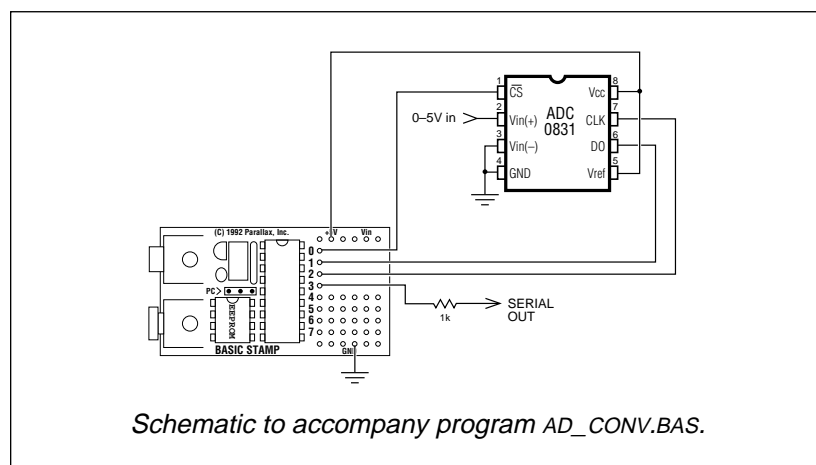 1
8
CS
Vcc
ADC
0831
2
7
0–5V in
Vin(+)
CLK
3
6
Vin(–)
DO
4
5
GND
Vref
(C) 1992 Parallax, Inc.
+5V
Vin
0
1
2
3
PC
4
5
6
7
EEPROM
BASIC STAMP
GND
1k
SERIAL
OUT
Schematic to accompany program AD_CONV.BAS.